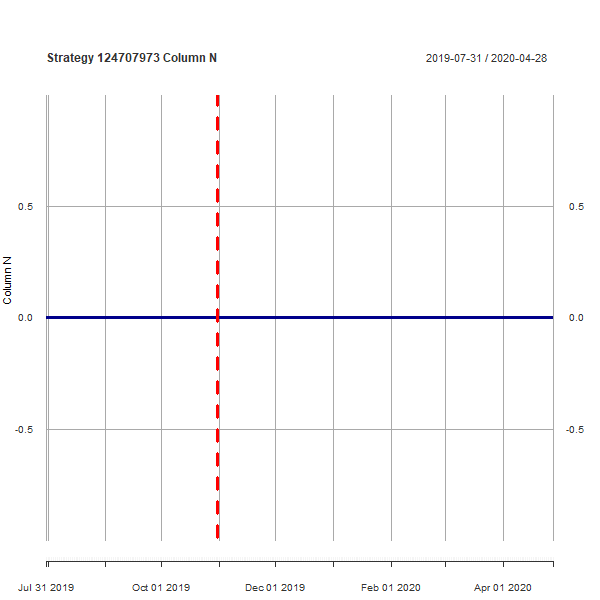 Strategy 124707973 Column N
2019-07-31 / 2020-04-28
0.5
0.5
Column N
0.0
0.0
-0.5
-0.5
Jul 31 2019
Oct 01 2019
Dec 01 2019
Feb 01 2020
Apr 01 2020